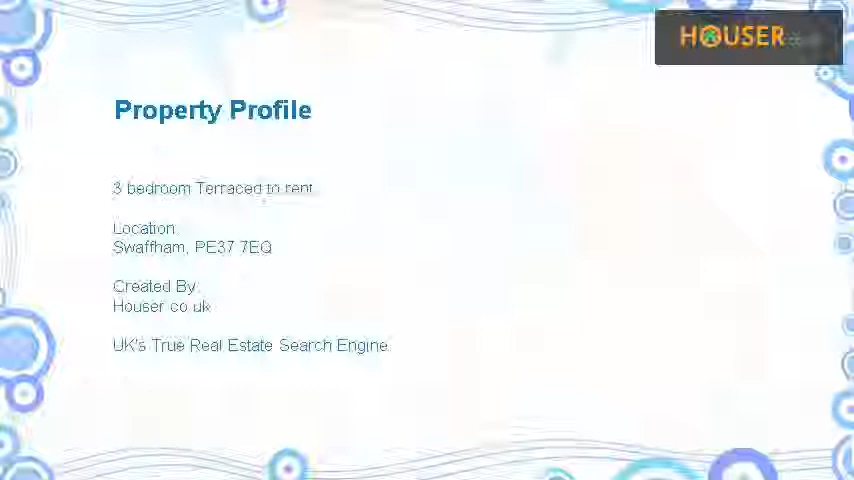 HOUSER
Property Profile
3 bedroom Terraced to rent
Location:
Swaffham, PE37 7EQ
Created By:
Houser.co.uk
UK's True Real Estate Search Engine